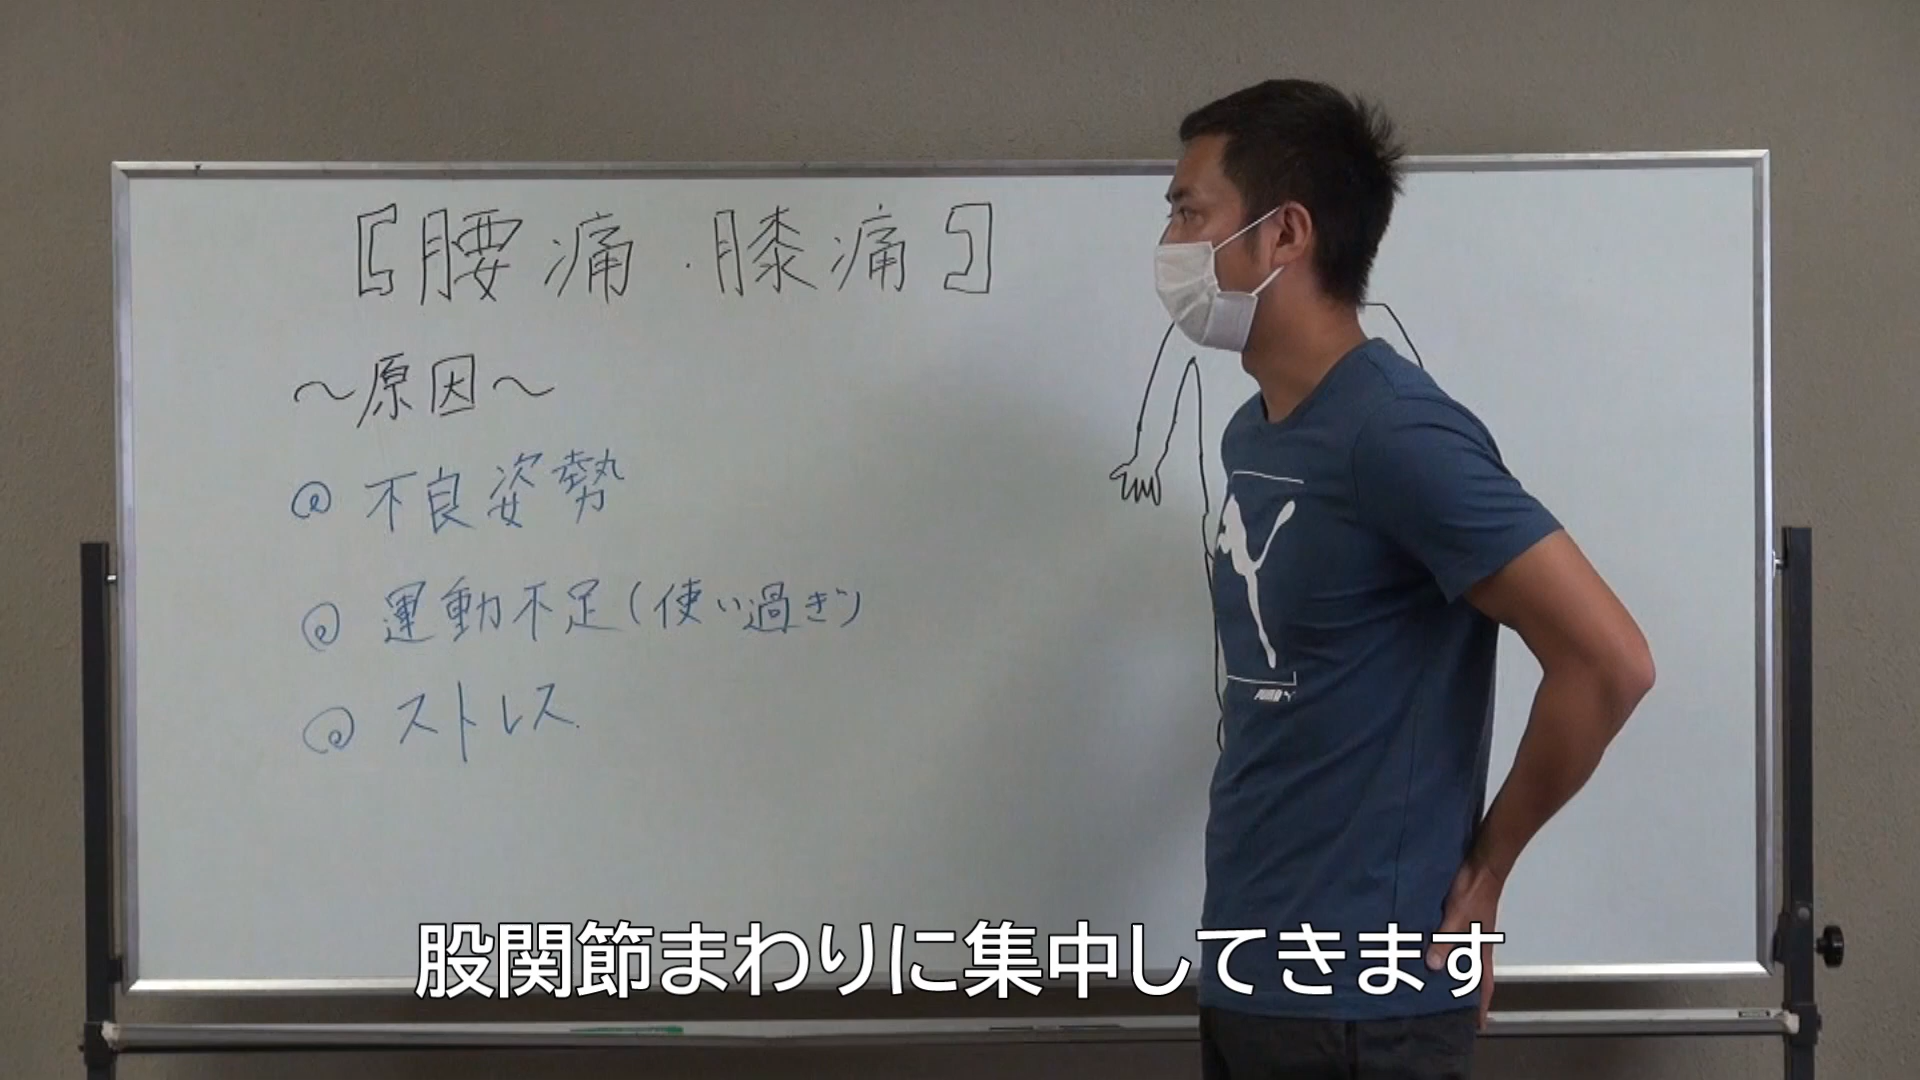 【腰痛・膝痛】
～原因～
◎ 不良姿勢
◎ 運動不足(使い過ぎ)
◎ ストレス
PUMA
股関節まわりに集中してきます